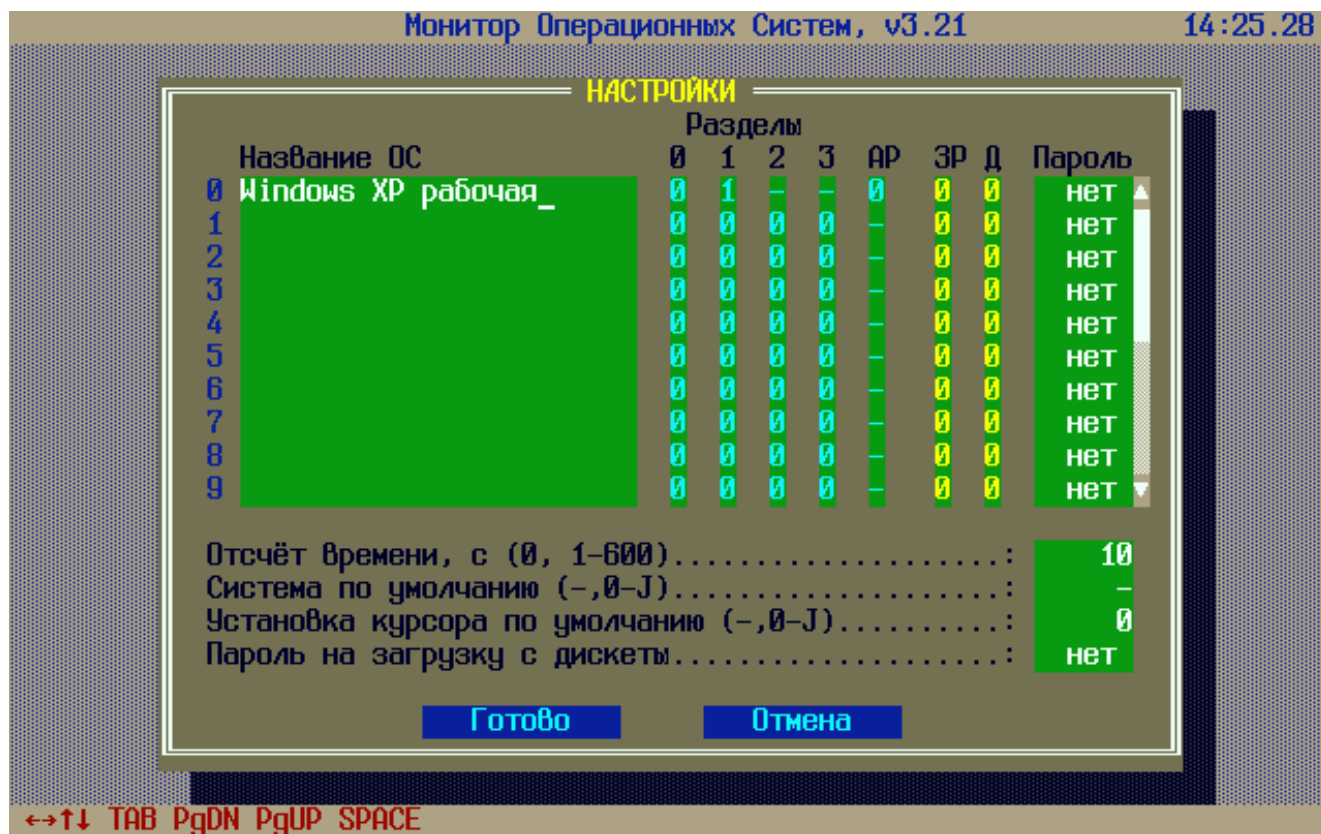 Монитор Операционных Систем, v3.21 14:25.28
НАСТРОЙКИ
Разделы
Название ОС 0 1 2 3 АР ЗР Д Пароль
0 Windows XP рабочая_ 0 1 - - 0 0 0 нет
1 0 0 0 0 - 0 0 нет
2 0 0 0 0 - 0 0 нет
3 0 0 0 0 - 0 0 нет
4 0 0 0 0 - 0 0 нет
5 0 0 0 0 - 0 0 нет
6 0 0 0 0 - 0 0 нет
7 0 0 0 0 - 0 0 нет
8 0 0 0 0 - 0 0 нет
9 0 0 0 0 - 0 0 нет
Отсчёт времени, с (0, 1-600)....................: 10
Система по умолчанию (-,0-J)....................: -
Установка курсора по умолчанию (-,0-J)..........: 0
Пароль на загрузку с дискеты....................: нет
Готово Отмена
←→↑↓ TAB PgDN PgUP SPACE